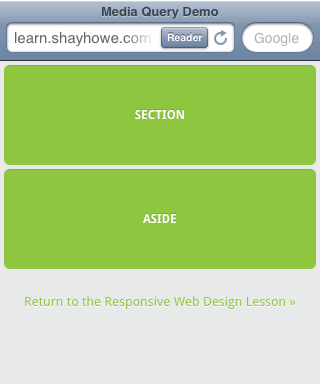 Media Query Demo
learn.shayhowe.com
Reader
Google
SECTION
ASIDE
Return to the Responsive Web Design Lesson »